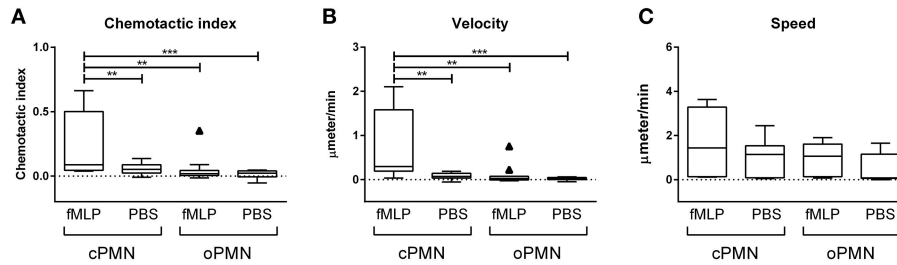 A
Chemotactic index
Chemotactic index
1.0
0.5
0.0
***
**
**
fMLP PBS fMLP PBS
cPMN oPMN
B
Velocity
μmeter/min
3
2
1
0
***
**
**
fMLP PBS fMLP PBS
cPMN oPMN
C
Speed
μmeter/min
6
4
2
0
fMLP PBS fMLP PBS
cPMN oPMN